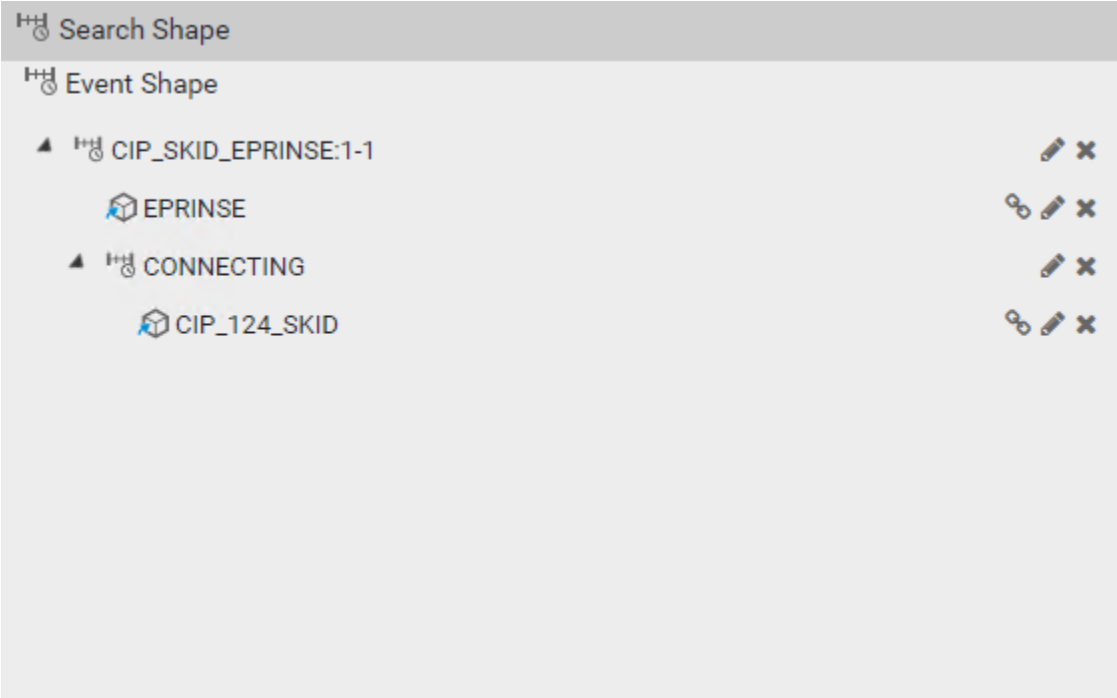 Search Shape
Event Shape
CIP_SKID_EPRINSE:1-1
EPRINSE
CONNECTING
CIP_124_SKID